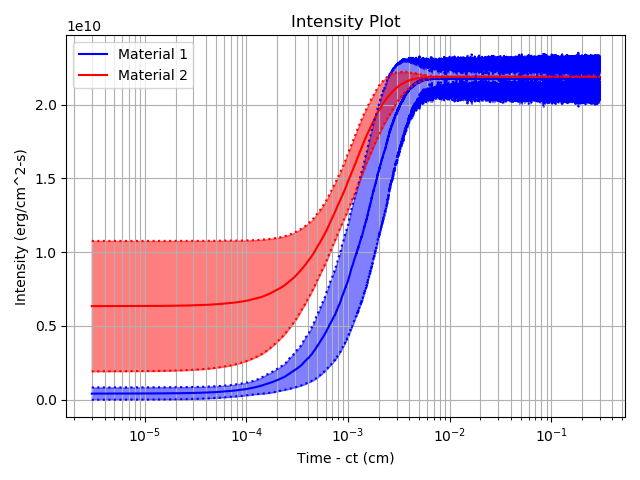 Intensity Plot
1e10
Material 1
Material 2
Intensity (erg/cm^2-s)
2.0
1.5
1.0
0.5
0.0
10⁻⁵
10⁻⁴
10⁻³
10⁻²
10⁻¹
Time - ct (cm)